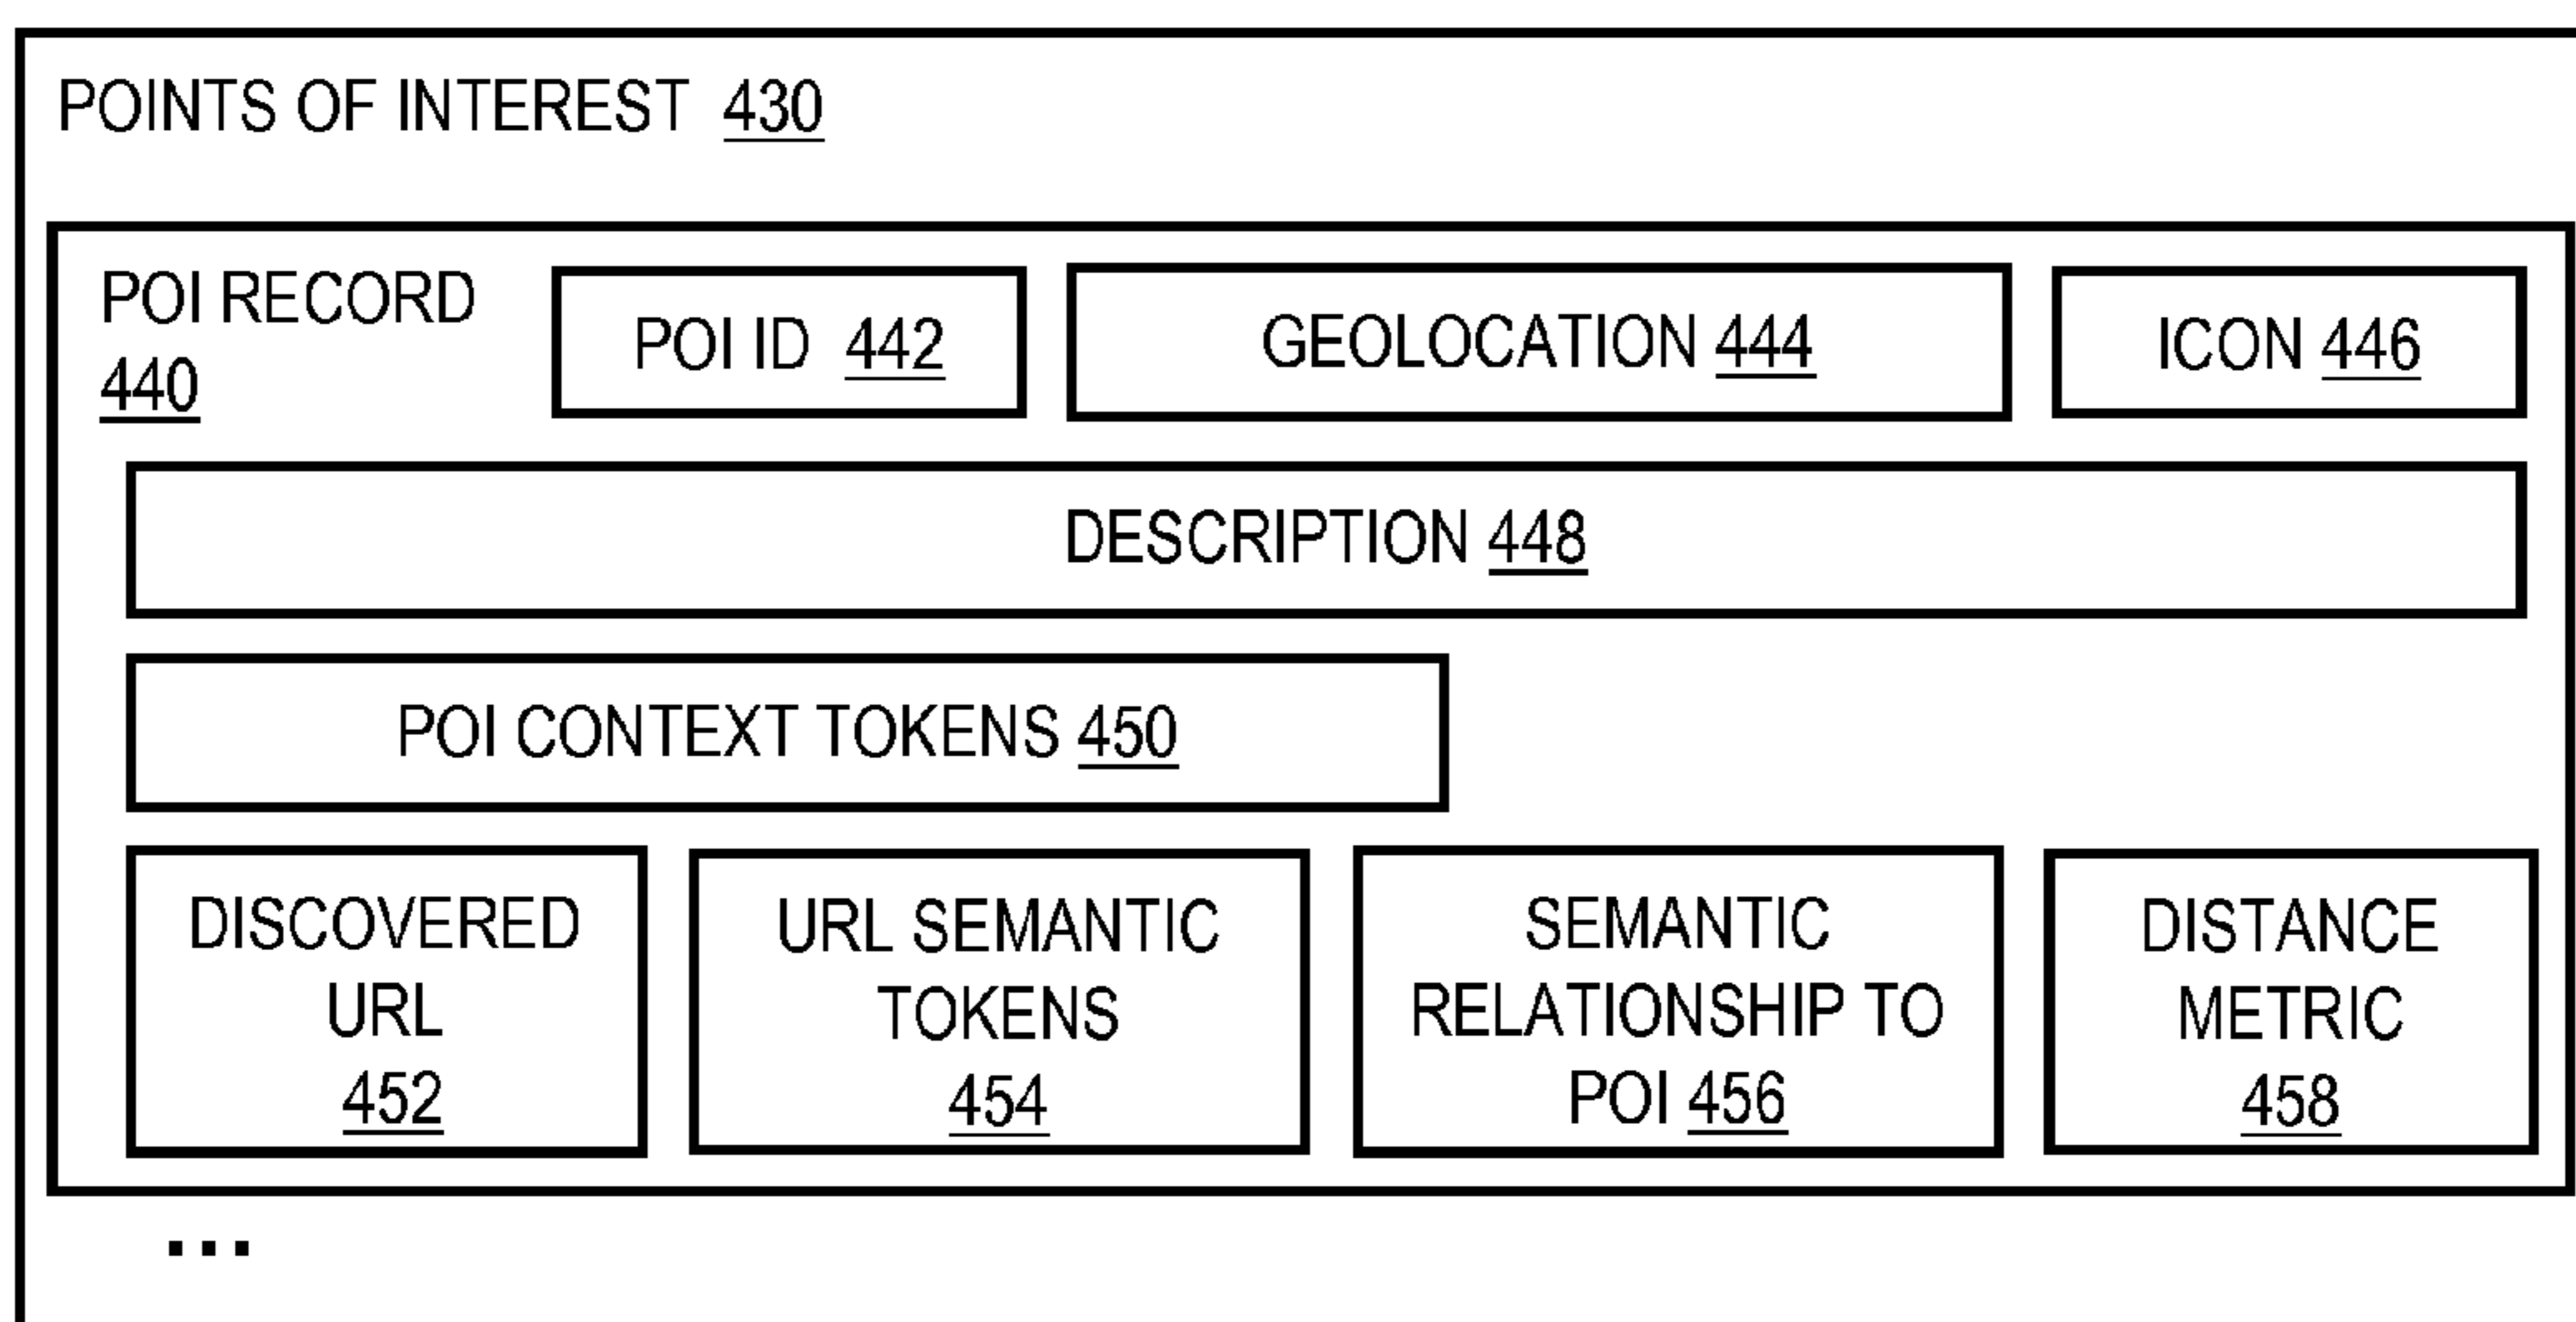 POINTS OF INTEREST 430
POI RECORD
440
POI ID 442
GEOLOCATION 444
ICON 446
DESCRIPTION 448
POI CONTEXT TOKENS 450
DISCOVERED
URL
452
URL SEMANTIC
TOKENS
454
SEMANTIC
RELATIONSHIP TO
POI 456
DISTANCE
METRIC
458
...